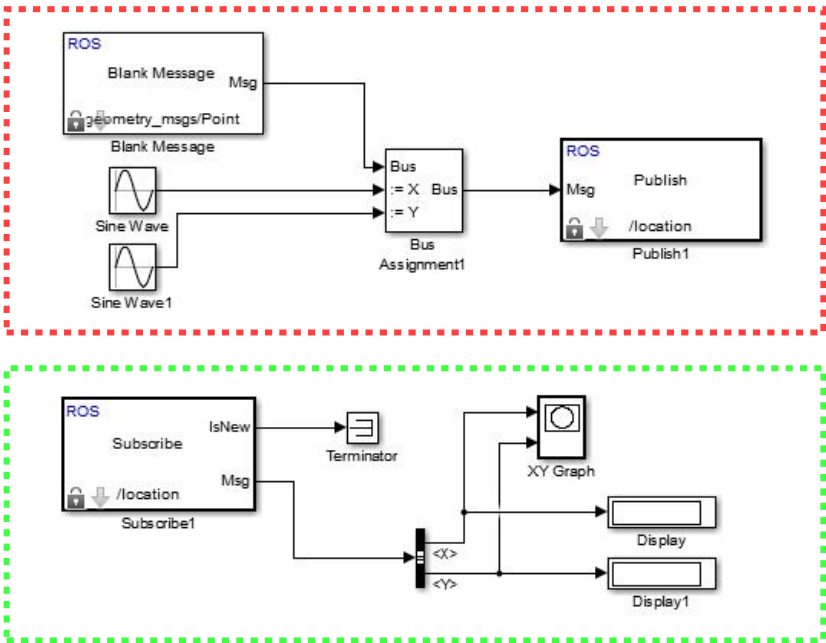 ROS
Blank Message
Msg
geometry_msgs/Point
Blank Message
Sine Wave
Sine Wave1
Bus
:= X
Bus
:= Y
Bus
Assignment1
ROS
Msg
Publish
/location
Publish1
ROS
IsNew
Subscribe
Msg
/location
Subscribe1
Terminator
XY Graph
<X>
<Y>
Display
Display1